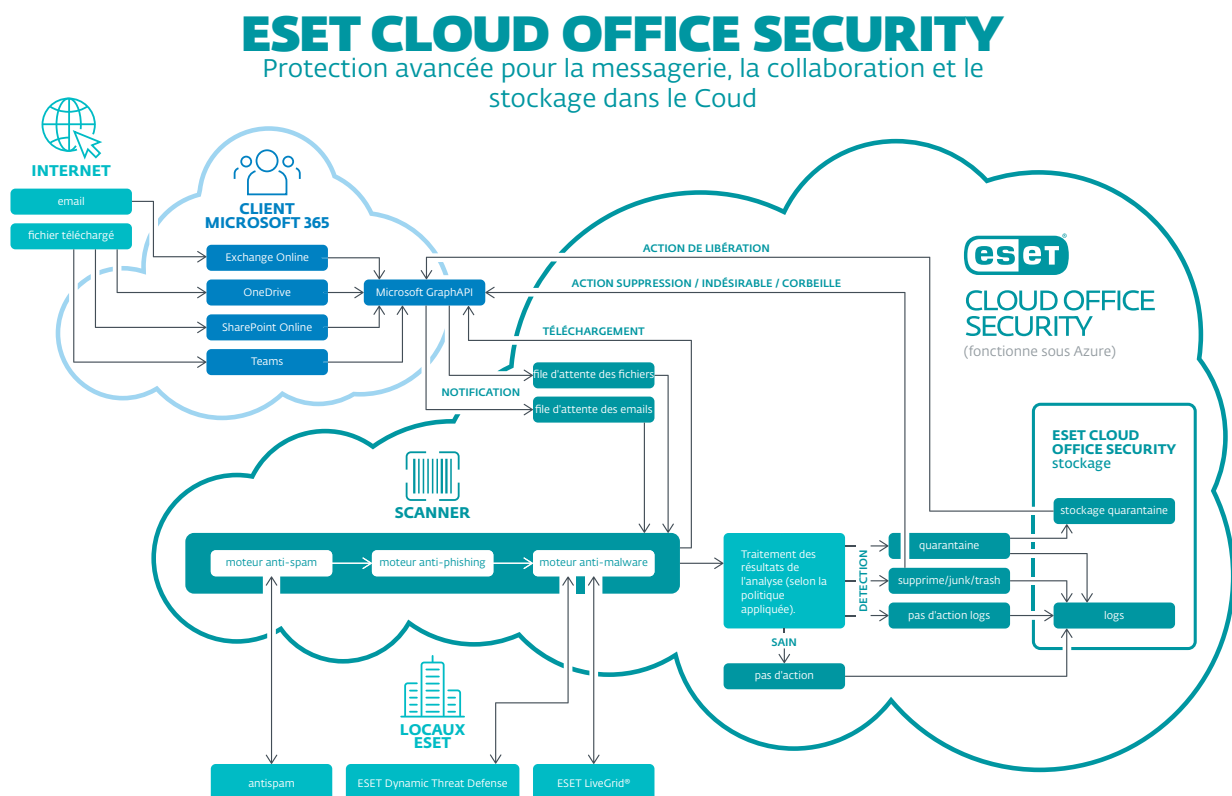 ESET CLOUD OFFICE SECURITY
Protection avancée pour la messagerie, la collaboration et le
stockage dans le Coud
INTERNET
email
fichier téléchargé
CLIENT
MICROSOFT 365
Exchange Online
OneDrive
SharePoint Online
Teams
Microsoft GraphAPI
ACTION DE LIBÉRATION
ACTION SUPPRESSION / INDÉSIRABLE / CORBEILLE
TÉLÉCHARGEMENT
NOTIFICATION
file d'attente des fichiers
file d'attente des emails
eset®
CLOUD OFFICE
SECURITY
(fonctionne sous Azure)
ESET CLOUD
OFFICE SECURITY
stockage
stockage quarantaine
logs
SCANNER
moteur anti-spam
moteur anti-phishing
moteur anti-malware
Traitement des
résultats de
l'analyse (selon la
politique
appliquée).
DETECTION
quarantaine
supprime/junk/trash
pas d'action logs
SAIN
pas d'action
LOCAUX
ESET
antispam
ESET Dynamic Threat Defense
ESET LiveGrid®